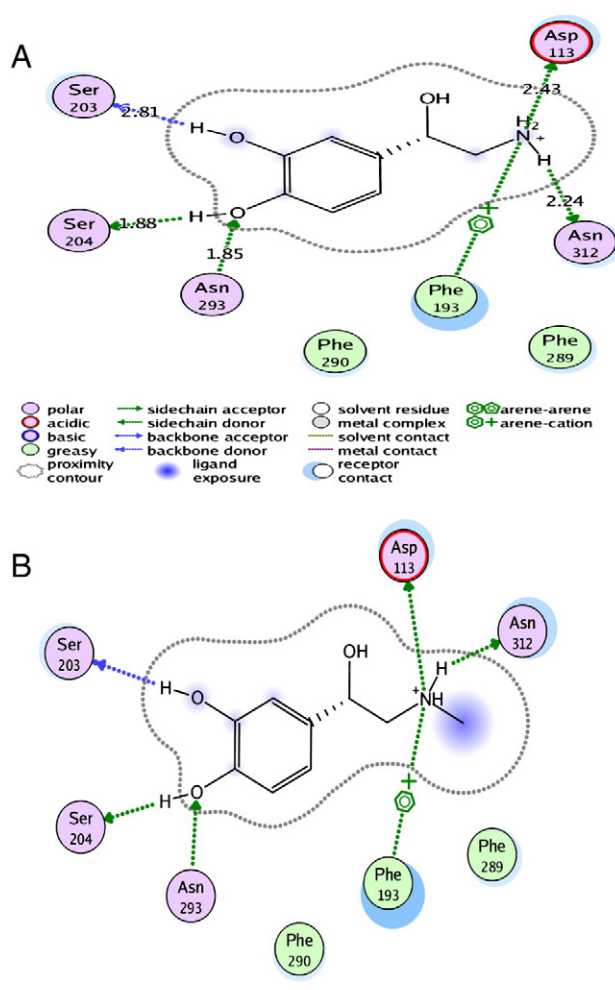 A
Asp
113
Ser
203
2.81
2.43
OH
H
O
H2
N
+
H
2.24
Ser
204
1.88
H
O
1.85
Asn
312
Asn
293
Phe
193
Phe
290
Phe
289
polar
acidic
basic
greasy
proximity
contour
sidechain acceptor
sidechain donor
backbone acceptor
backbone donor
ligand
exposure
solvent residue
metal complex
solvent contact
metal contact
receptor
contact
arene-arene
arene-cation
B
Asp
113
Asn
312
Ser
203
OH
H
H
O
+
NH
Ser
204
H
O
Asn
293
Phe
193
Phe
289
Phe
290